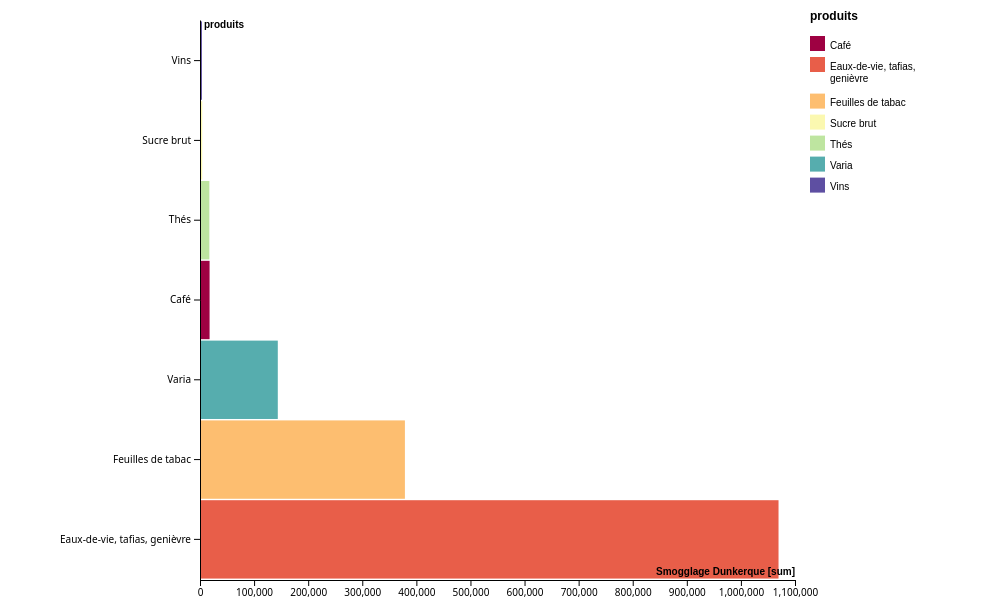 produits
Vins
Sucre brut
Thés
Café
Varia
Feuilles de tabac
Eaux-de-vie, tafias, genièvre
Smogglage Dunkerque [sum]
0 100,000 200,000 300,000 400,000 500,000 600,000 700,000 800,000 900,000 1,000,000 1,100,000
produits
Café
Eaux-de-vie, tafias,
genièvre
Feuilles de tabac
Sucre brut
Thés
Varia
Vins